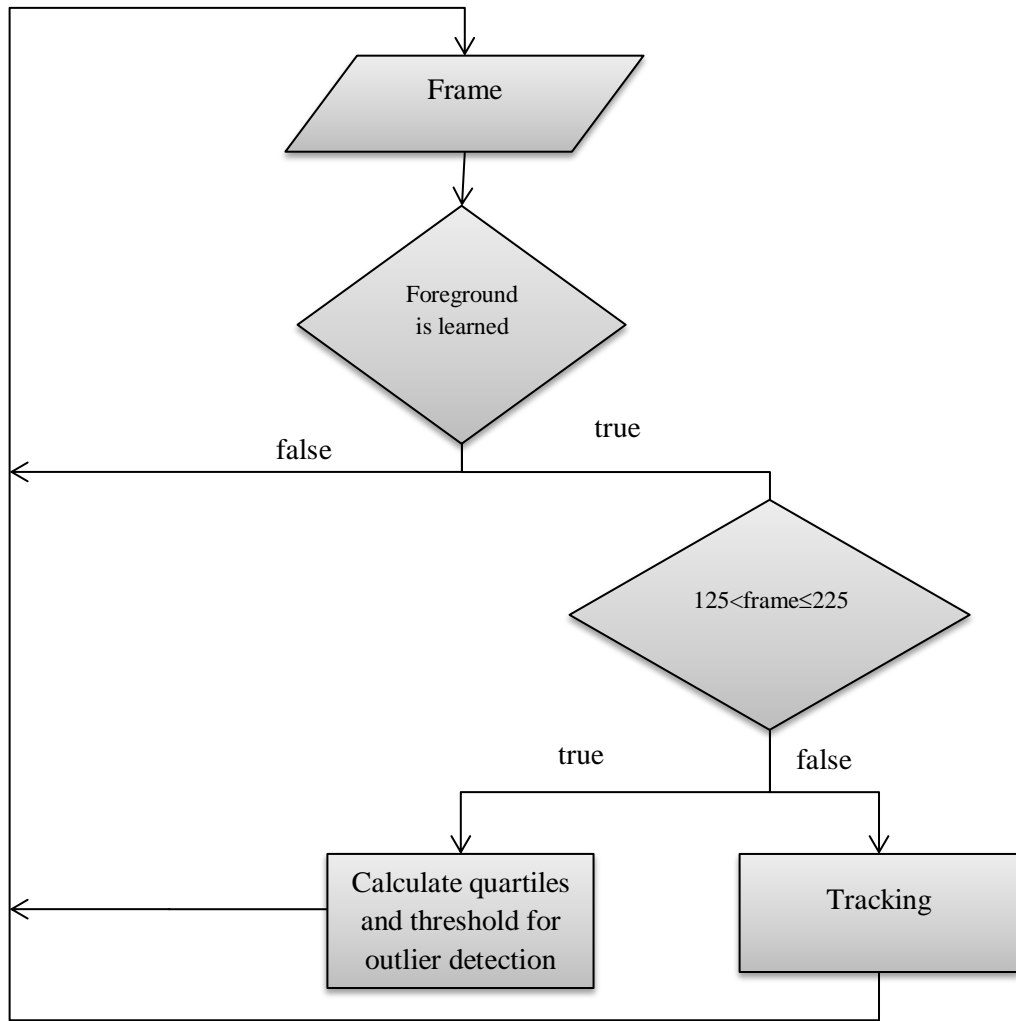 Frame
Foreground
is learned
false
true
125<frame≤225
true
false
Calculate quartiles
and threshold for
outlier detection
Tracking